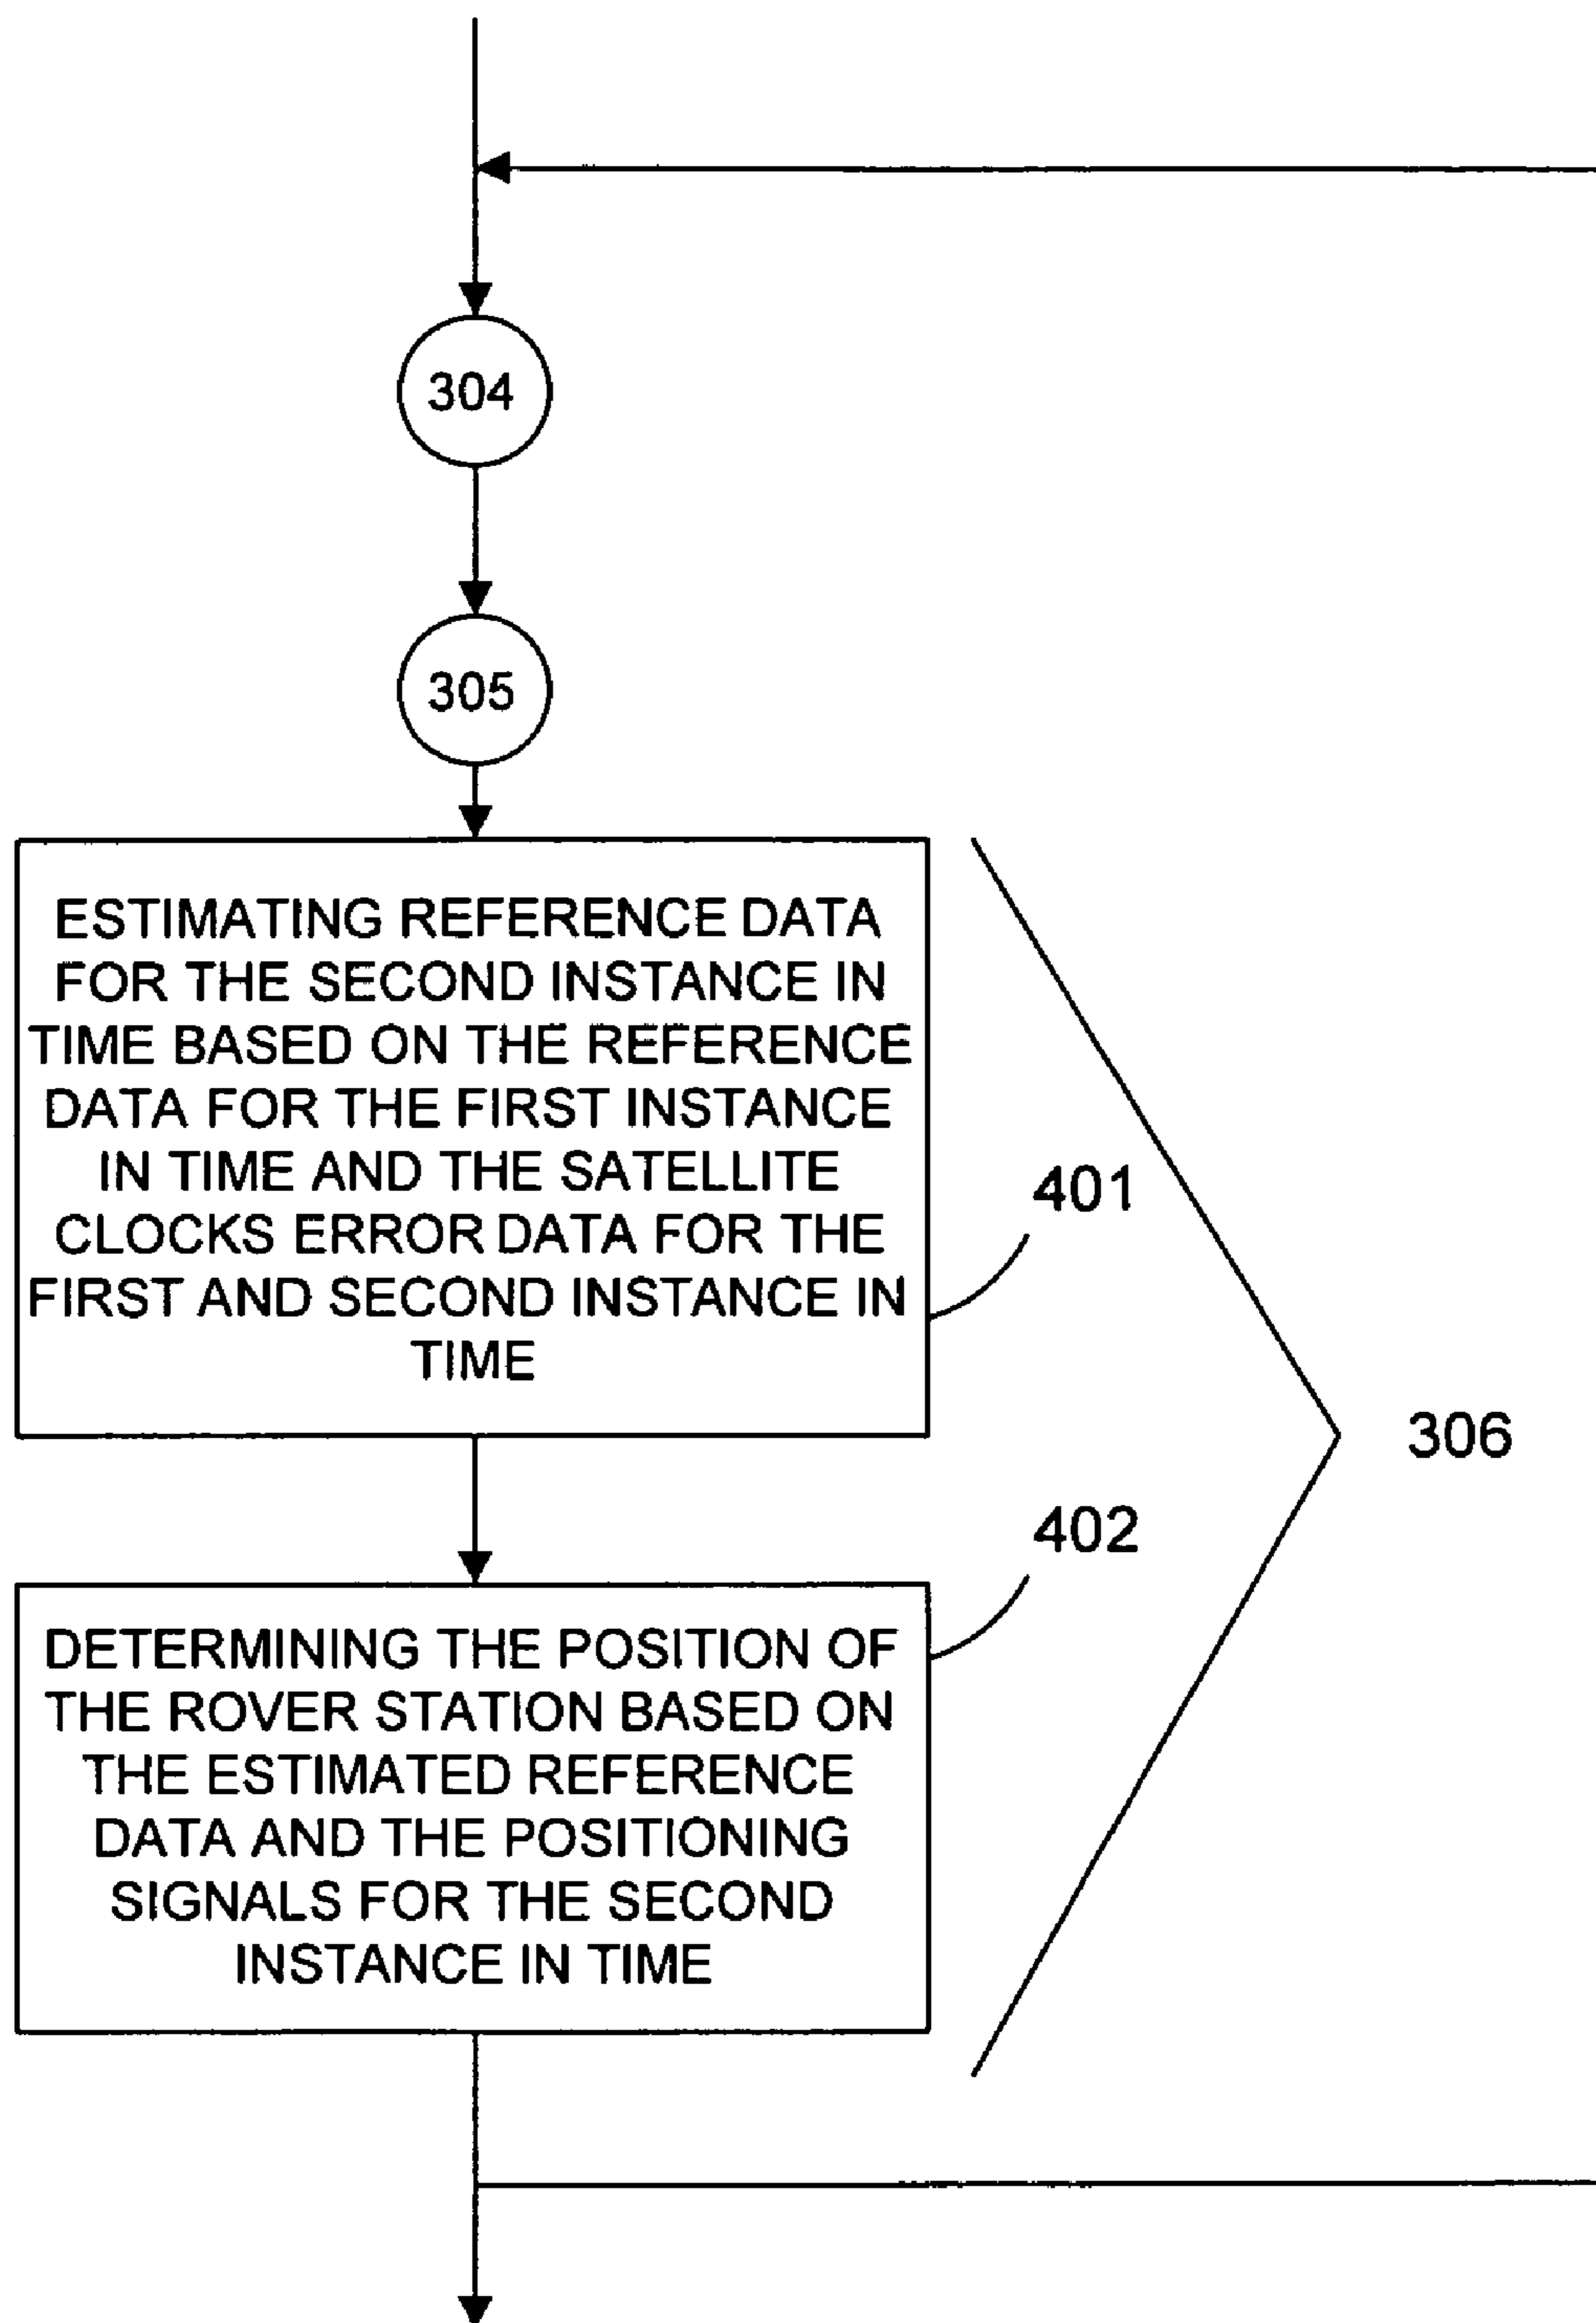 304
305
ESTIMATING REFERENCE DATA
FOR THE SECOND INSTANCE IN
TIME BASED ON THE REFERENCE
DATA FOR THE FIRST INSTANCE
IN TIME AND THE SATELLITE
CLOCKS ERROR DATA FOR THE
FIRST AND SECOND INSTANCE IN
TIME
401
306
402
DETERMINING THE POSITION OF
THE ROVER STATION BASED ON
THE ESTIMATED REFERENCE
DATA AND THE POSITIONING
SIGNALS FOR THE SECOND
INSTANCE IN TIME